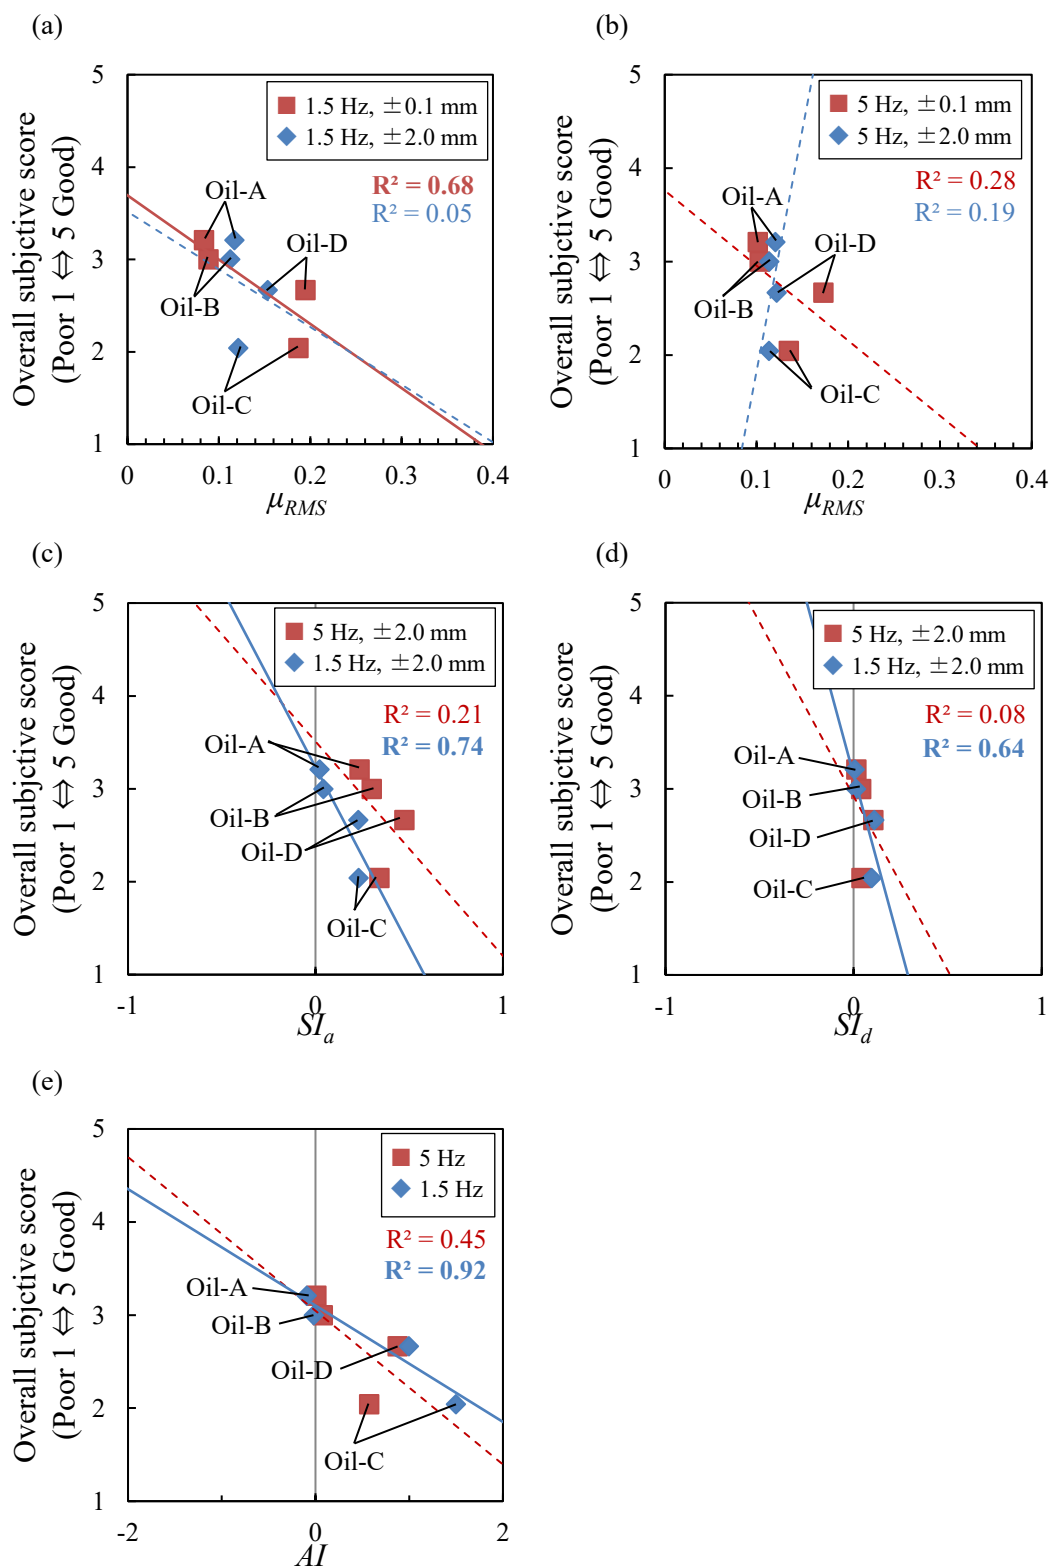 (a)
Overall subjctive score
(Poor 1 ⇔ 5 Good)
5
4
3
2
1
1.5 Hz, ±0.1 mm
1.5 Hz, ±2.0 mm
R² = 0.68
R² = 0.05
Oil-A
Oil-D
Oil-B
Oil-C
0
0.1
0.2
0.3
0.4
μRMS
(b)
Overall subjctive score
(Poor 1 ⇔ 5 Good)
5
4
3
2
1
5 Hz, ±0.1 mm
5 Hz, ±2.0 mm
R² = 0.28
R² = 0.19
Oil-A
Oil-D
Oil-B
Oil-C
0
0.1
0.2
0.3
0.4
μRMS
(c)
Overall subjctive score
(Poor 1 ⇔ 5 Good)
5
4
3
2
1
5 Hz, ±2.0 mm
1.5 Hz, ±2.0 mm
R² = 0.21
R² = 0.74
Oil-A
Oil-B
Oil-D
Oil-C
-1
0
1
SIa
(d)
Overall subjctive score
(Poor 1 ⇔ 5 Good)
5
4
3
2
1
5 Hz, ±2.0 mm
1.5 Hz, ±2.0 mm
R² = 0.08
R² = 0.64
Oil-A
Oil-B
Oil-D
Oil-C
-1
0
1
SId
(e)
Overall subjctive score
(Poor 1 ⇔ 5 Good)
5
4
3
2
1
5 Hz
1.5 Hz
R² = 0.45
R² = 0.92
Oil-A
Oil-B
Oil-D
Oil-C
-2
0
2
AI